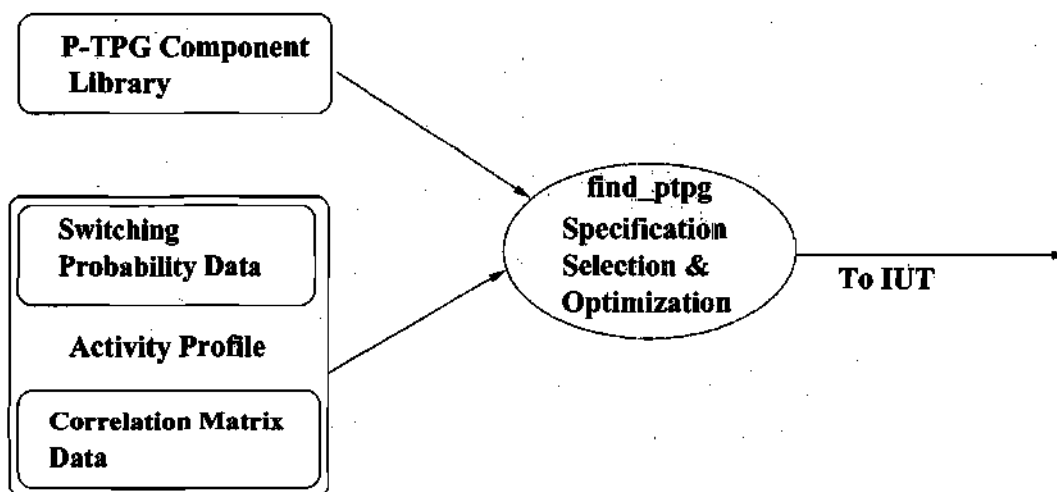 P-TPG Component
Library
Switching
Probability Data
Activity Profile
Correlation Matrix
Data
find_ptpg
Specification
Selection &
Optimization
To IUT